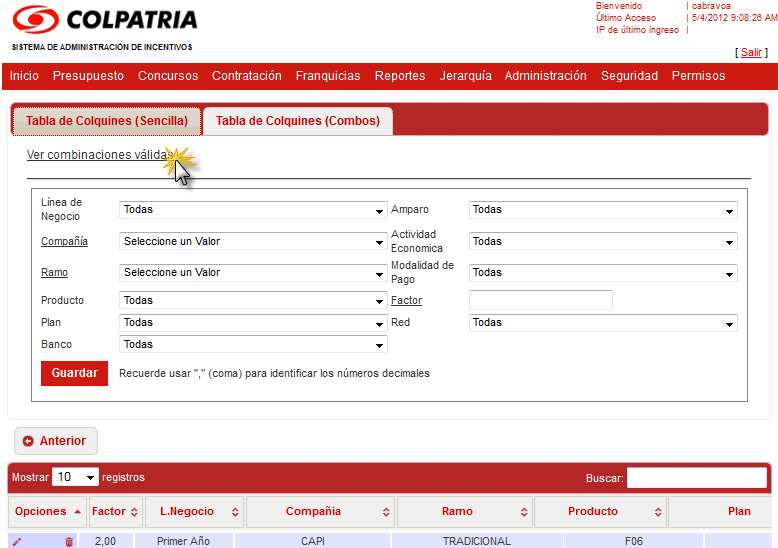 COLPATRIA
SISTEMA DE ADMINISTRACIÓN DE INCENTIVOS
Bienvenido | cabravoa
Último Acceso | 5/4/2012 9:08:26 AM
IP de último ingreso |
[ Salir ]
Inicio Presupuesto Concursos Contratación Franquicias Reportes Jerarquía Administración Seguridad Permisos
Tabla de Colquines (Sencilla) Tabla de Colquines (Combos)
Ver combinaciones válidas
Línea de Negocio Todas Amparo Todas
Compañía Seleccione un Valor Actividad Economica Todas
Ramo Seleccione un Valor Modalidad de Pago Todas
Producto Todas Factor
Plan Todas Red Todas
Banco Todas
Guardar Recuerde usar "," (coma) para identificar los números decimales
Anterior
Mostrar 10 registros Buscar:
Opciones Factor L.Negocio Compañia Ramo Producto Plan
2,00 Primer Año CAPI TRADICIONAL F06